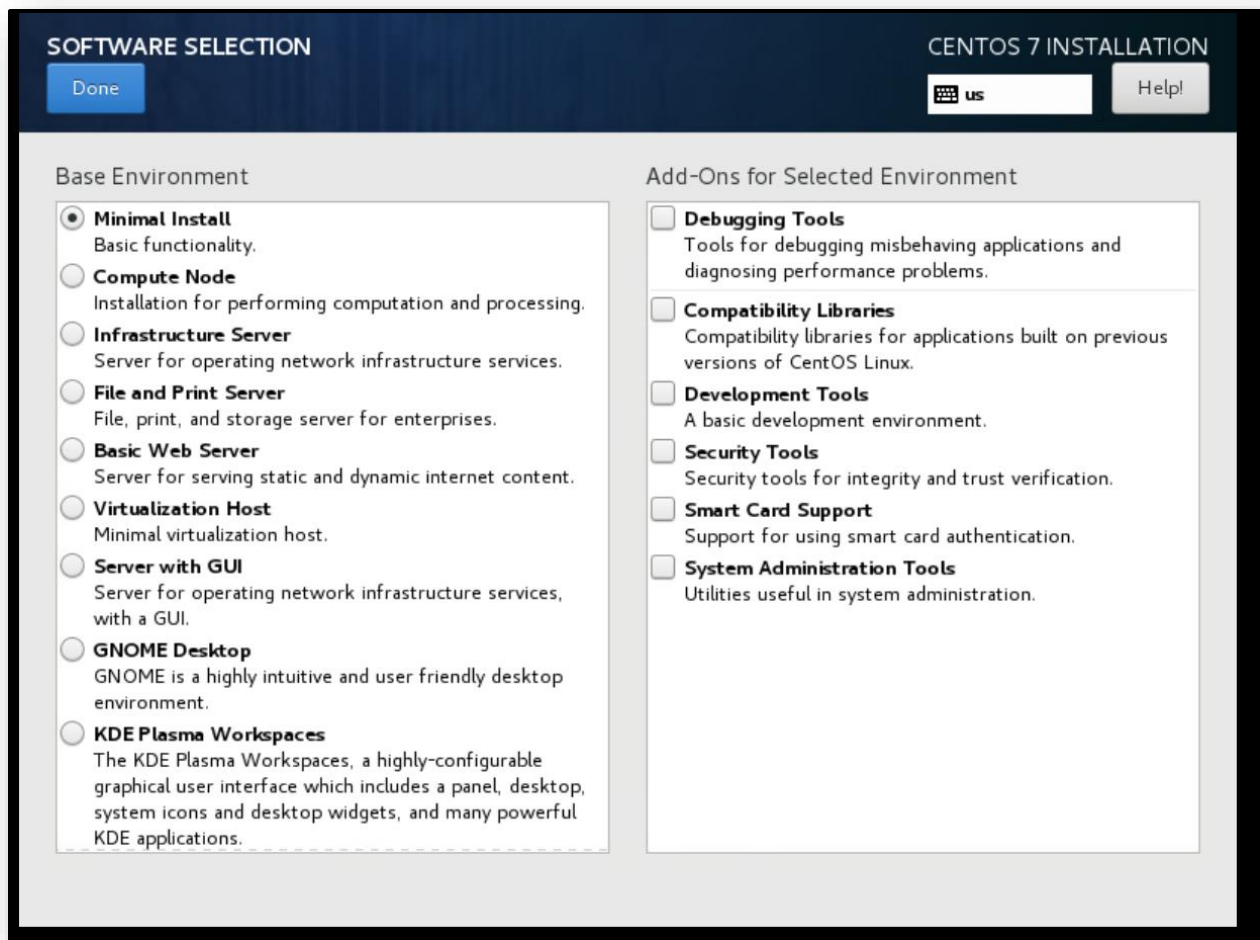 SOFTWARE SELECTION
Done
CENTOS 7 INSTALLATION
us
Help!
Base Environment
Minimal Install
Basic functionality.
Compute Node
Installation for performing computation and processing.
Infrastructure Server
Server for operating network infrastructure services.
File and Print Server
File, print, and storage server for enterprises.
Basic Web Server
Server for serving static and dynamic internet content.
Virtualization Host
Minimal virtualization host.
Server with GUI
Server for operating network infrastructure services,
with a GUI.
GNOME Desktop
GNOME is a highly intuitive and user friendly desktop
environment.
KDE Plasma Workspaces
The KDE Plasma Workspaces, a highly-configurable
graphical user interface which includes a panel, desktop,
system icons and desktop widgets, and many powerful
KDE applications.
Add-Ons for Selected Environment
Debugging Tools
Tools for debugging misbehaving applications and
diagnosing performance problems.
Compatibility Libraries
Compatibility libraries for applications built on previous
versions of CentOS Linux.
Development Tools
A basic development environment.
Security Tools
Security tools for integrity and trust verification.
Smart Card Support
Support for using smart card authentication.
System Administration Tools
Utilities useful in system administration.